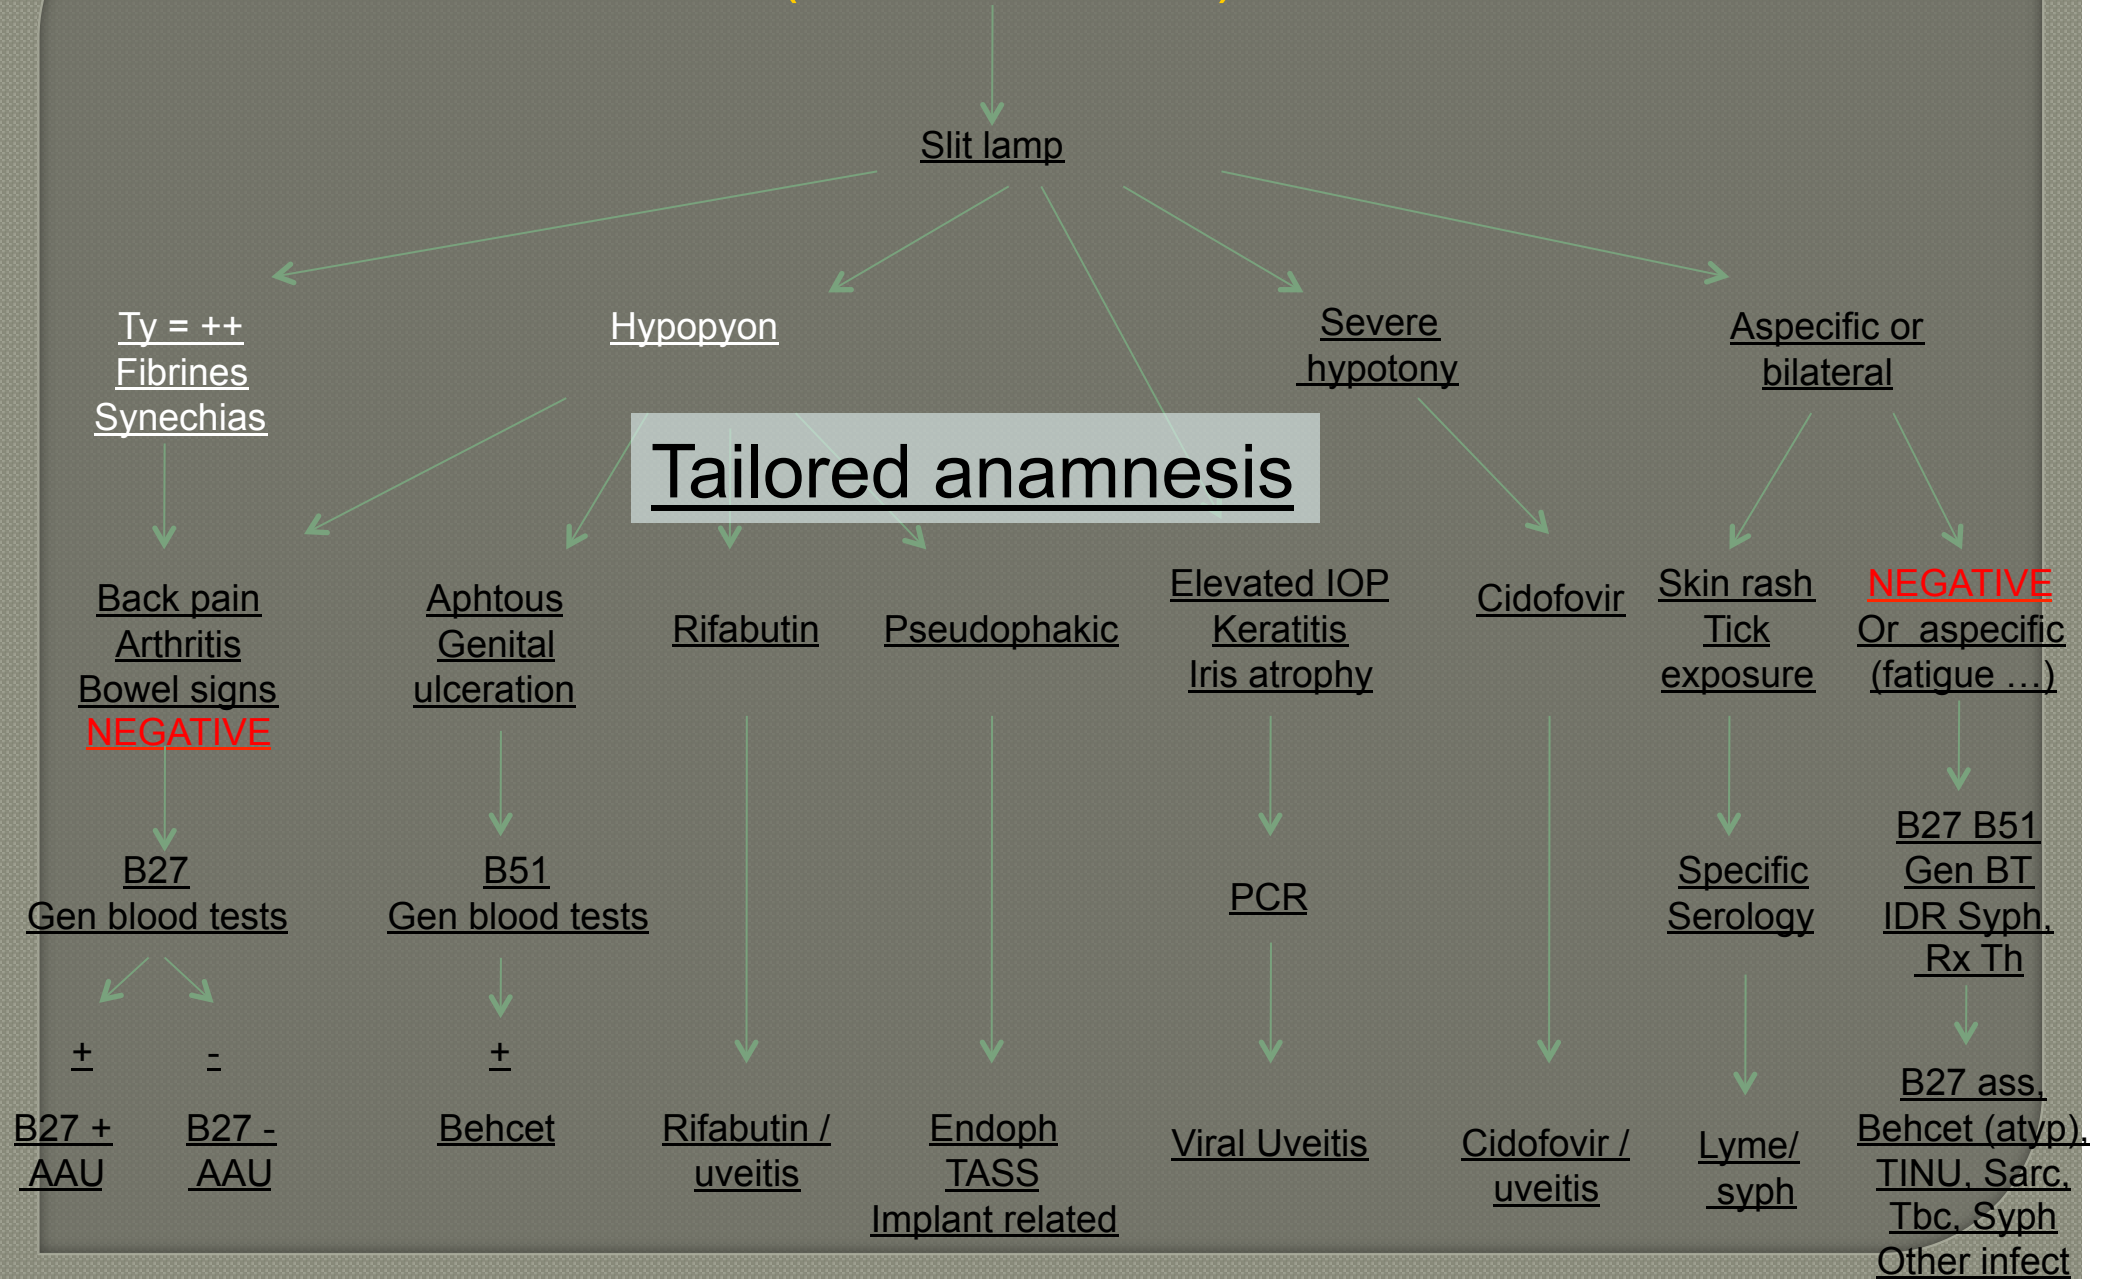 Slit lamp
Ty = ++
Fibrines
Synechias
Hypopyon
Severe
hypotony
Aspecific or
bilateral
Tailored anamnesis
Back pain
Arthritis
Bowel signs
NEGATIVE
Aphtous
Genital
ulceration
Rifabutin
Pseudophakic
Elevated IOP
Keratitis
Iris atrophy
Cidofovir
Skin rash
Tick
exposure
NEGATIVE
Or aspecific
(fatigue …)
B27
Gen blood tests
B51
Gen blood tests
PCR
Specific
Serology
B27 B51
Gen BT
IDR Syph,
Rx Th
+
-
+
B27 +
AAU
B27 -
AAU
Behcet
Rifabutin /
uveitis
Endoph
TASS
Implant related
Viral Uveitis
Cidofovir /
uveitis
Lyme/
syph
B27 ass,
Behcet (atyp),
TINU, Sarc,
Tbc, Syph
Other infect